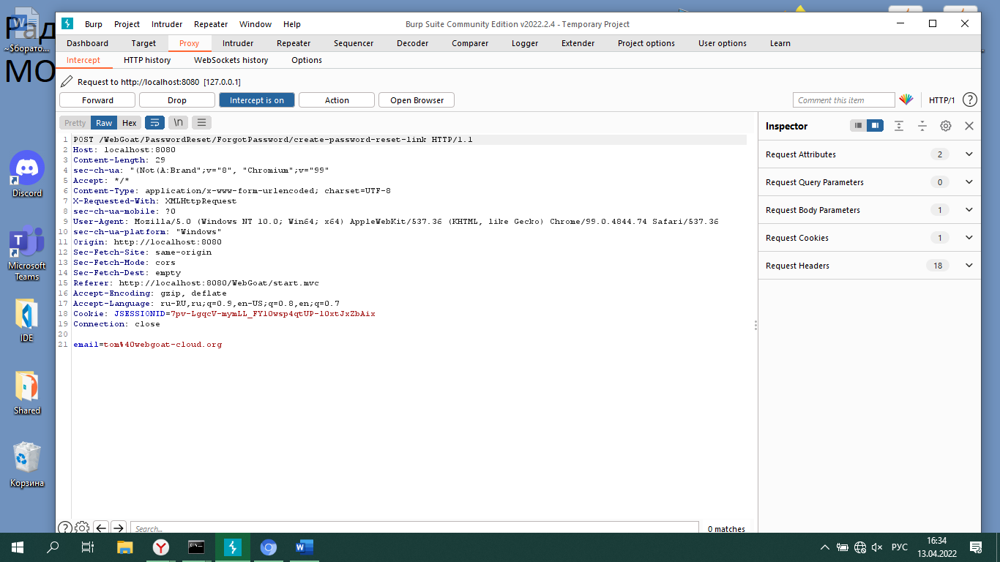 Рад
МО
~$борато...
Discord
Microsoft
Teams
IDE
Shared
Корзина
Burp Project Intruder Repeater Window Help
Burp Suite Community Edition v2022.2.4 - Temporary Project
Dashboard Target Proxy Intruder Repeater Sequencer Decoder Comparer Logger Extender Project options User options Learn
Intercept HTTP history WebSockets history Options
Request to http://localhost:8080 [127.0.0.1]
Forward Drop Intercept is on Action Open Browser Comment this item HTTP/1 ?
Pretty Raw Hex \n
1 POST /WebGoat/PasswordReset/ForgotPassword/create-password-reset-link HTTP/1.1
2 Host: localhost:8080
3 Content-Length: 29
4 sec-ch-ua: "(Not(A:Brand";v="8", "Chromium";v="99"
5 Accept: */*
6 Content-Type: application/x-www-form-urlencoded; charset=UTF-8
7 X-Requested-With: XMLHttpRequest
8 sec-ch-ua-mobile: ?0
9 User-Agent: Mozilla/5.0 (Windows NT 10.0; Win64; x64) AppleWebKit/537.36 (KHTML, like Gecko) Chrome/99.0.4844.74 Safari/537.36
10 sec-ch-ua-platform: "Windows"
11 Origin: http://localhost:8080
12 Sec-Fetch-Site: same-origin
13 Sec-Fetch-Mode: cors
14 Sec-Fetch-Dest: empty
15 Referer: http://localhost:8080/WebGoat/start.mvc
16 Accept-Encoding: gzip, deflate
17 Accept-Language: ru-RU,ru;q=0.9,en-US;q=0.8,en;q=0.7
18 Cookie: JSESSIONID=7pv-LgqcV-mymLL_FY10wsp4qtUP-10xtJxZbAix
19 Connection: close
20
21 email=tom%40webgoat-cloud.org
Inspector
Request Attributes 2
Request Query Parameters 0
Request Body Parameters 1
Request Cookies 1
Request Headers 18
? Search... 0 matches
РУС
16:34
13.04.2022